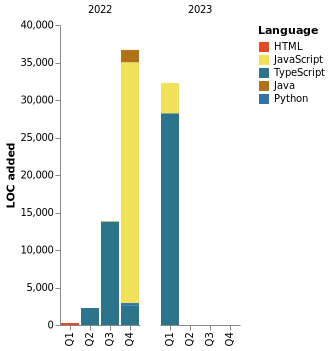 2022 2023
Language
HTML
JavaScript
TypeScript
Java
Python
LOC added
40,000
35,000
30,000
25,000
20,000
15,000
10,000
5,000
0
Q1 Q2 Q3 Q4 Q1 Q2 Q3 Q4